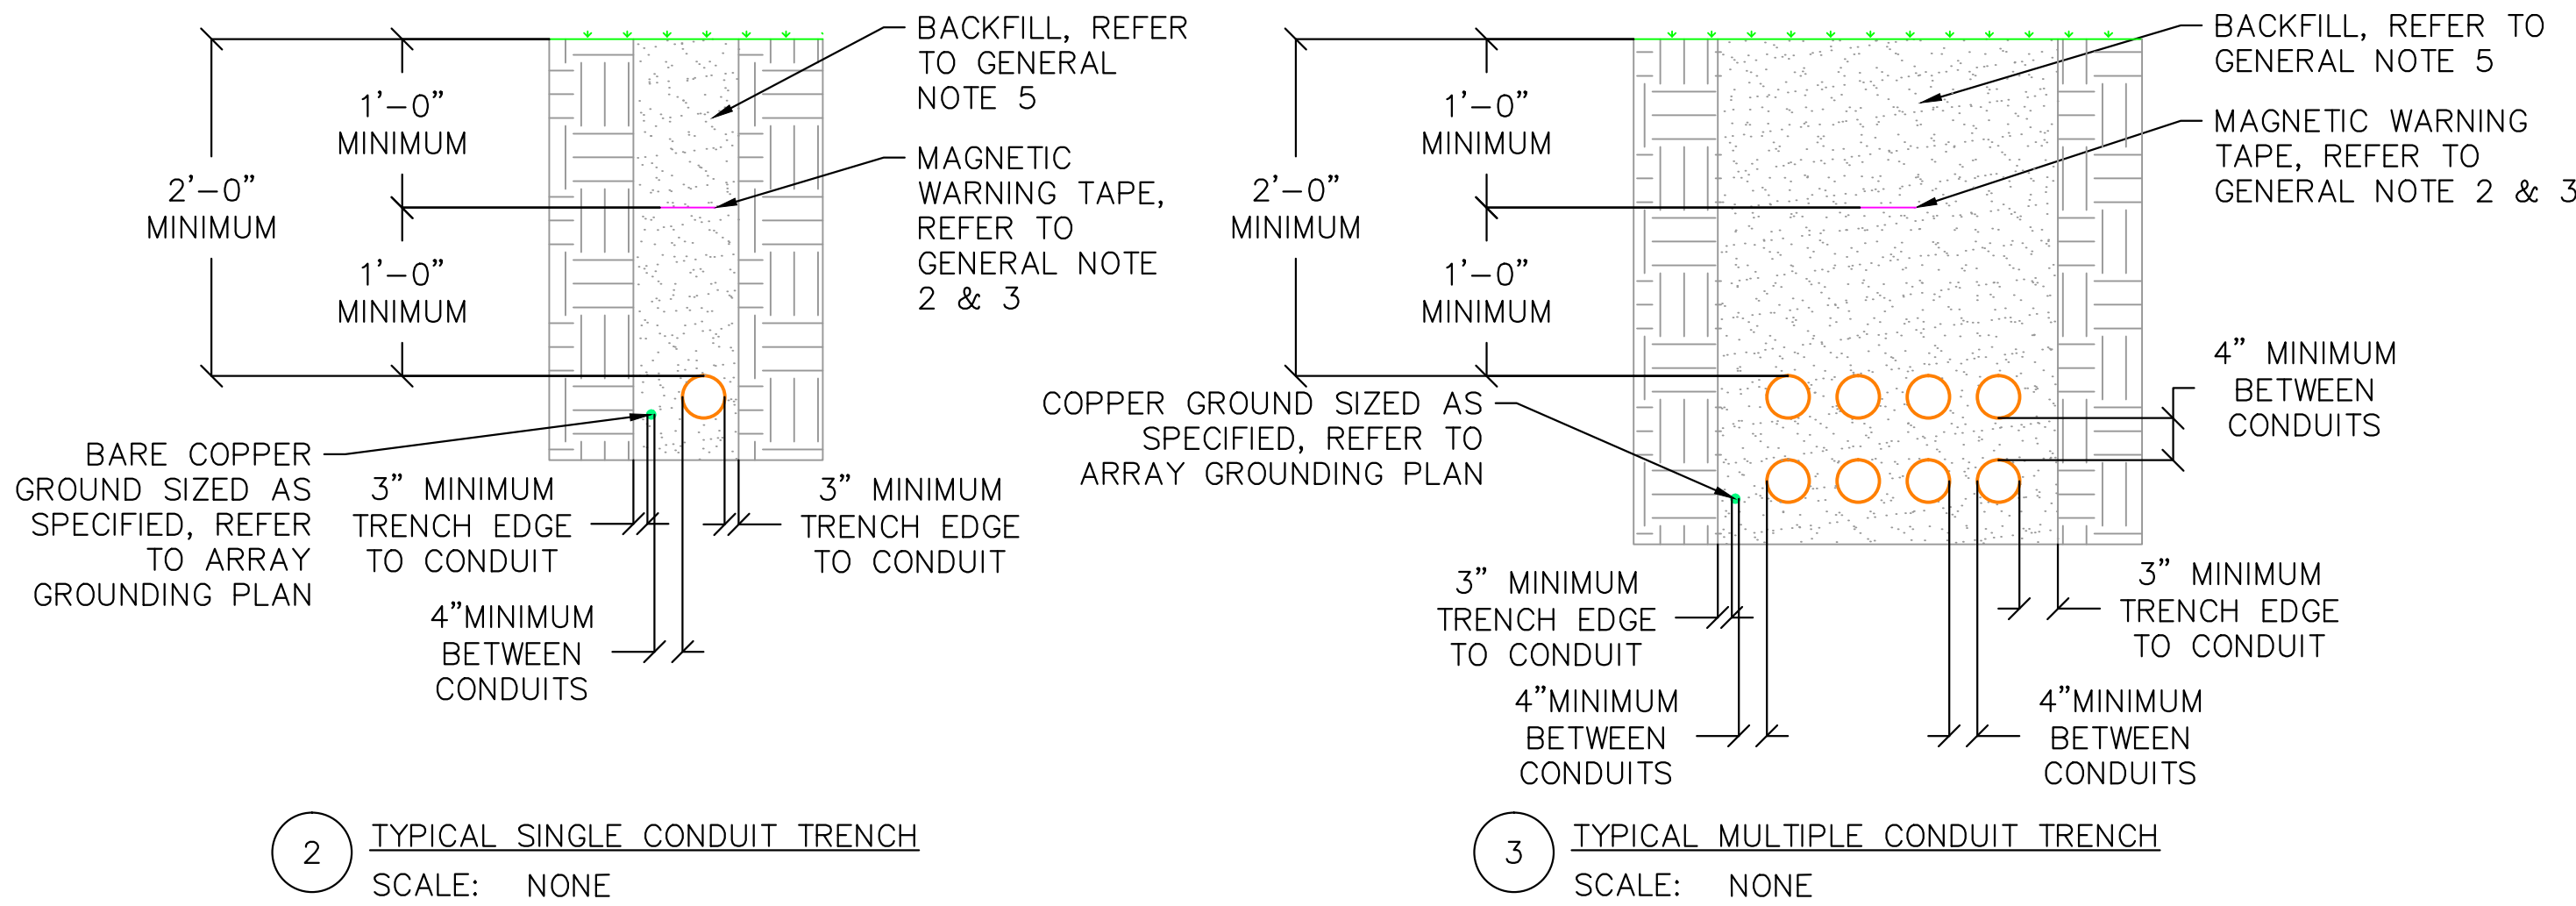 BACKFILL, REFER
TO GENERAL
NOTE 5
1'-0"
MINIMUM
2'-0"
MINIMUM
MAGNETIC
WARNING TAPE,
REFER TO
GENERAL NOTE
2 & 3
1'-0"
MINIMUM
BARE COPPER
GROUND SIZED AS
SPECIFIED, REFER
TO ARRAY
GROUNDING PLAN
3" MINIMUM
TRENCH EDGE
TO CONDUIT
3" MINIMUM
TRENCH EDGE
TO CONDUIT
4"MINIMUM
BETWEEN
CONDUITS
2
TYPICAL SINGLE CONDUIT TRENCH
SCALE: NONE
BACKFILL, REFER TO
GENERAL NOTE 5
1'-0"
MINIMUM
2'-0"
MINIMUM
MAGNETIC WARNING
TAPE, REFER TO
GENERAL NOTE 2 & 3
1'-0"
MINIMUM
4" MINIMUM
BETWEEN
CONDUITS
COPPER GROUND SIZED AS
SPECIFIED, REFER TO
ARRAY GROUNDING PLAN
3" MINIMUM
TRENCH EDGE
TO CONDUIT
3" MINIMUM
TRENCH EDGE
TO CONDUIT
4"MINIMUM
BETWEEN
CONDUITS
4"MINIMUM
BETWEEN
CONDUITS
3
TYPICAL MULTIPLE CONDUIT TRENCH
SCALE: NONE